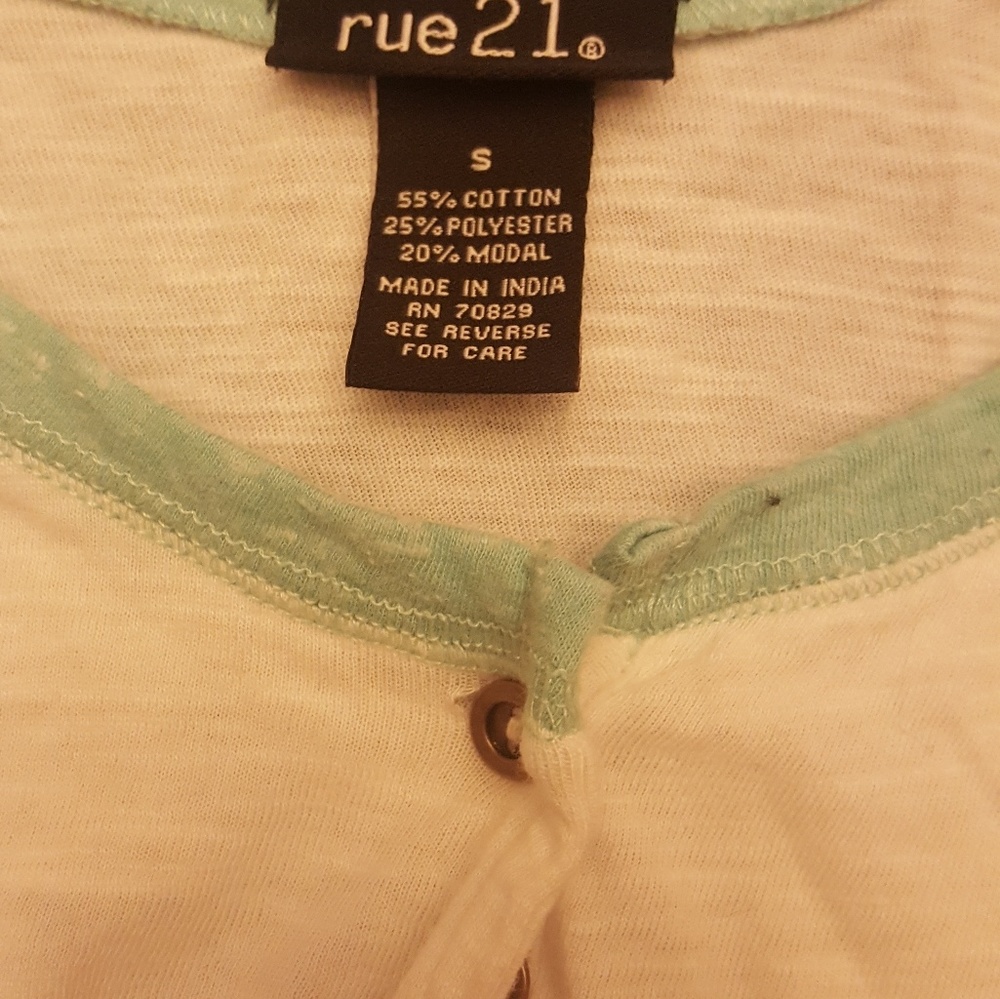 rue21®
S
55% COTTON
25% POLYESTER
20% MODAL
MADE IN INDIA
RN 70829
SEE REVERSE
FOR CARE